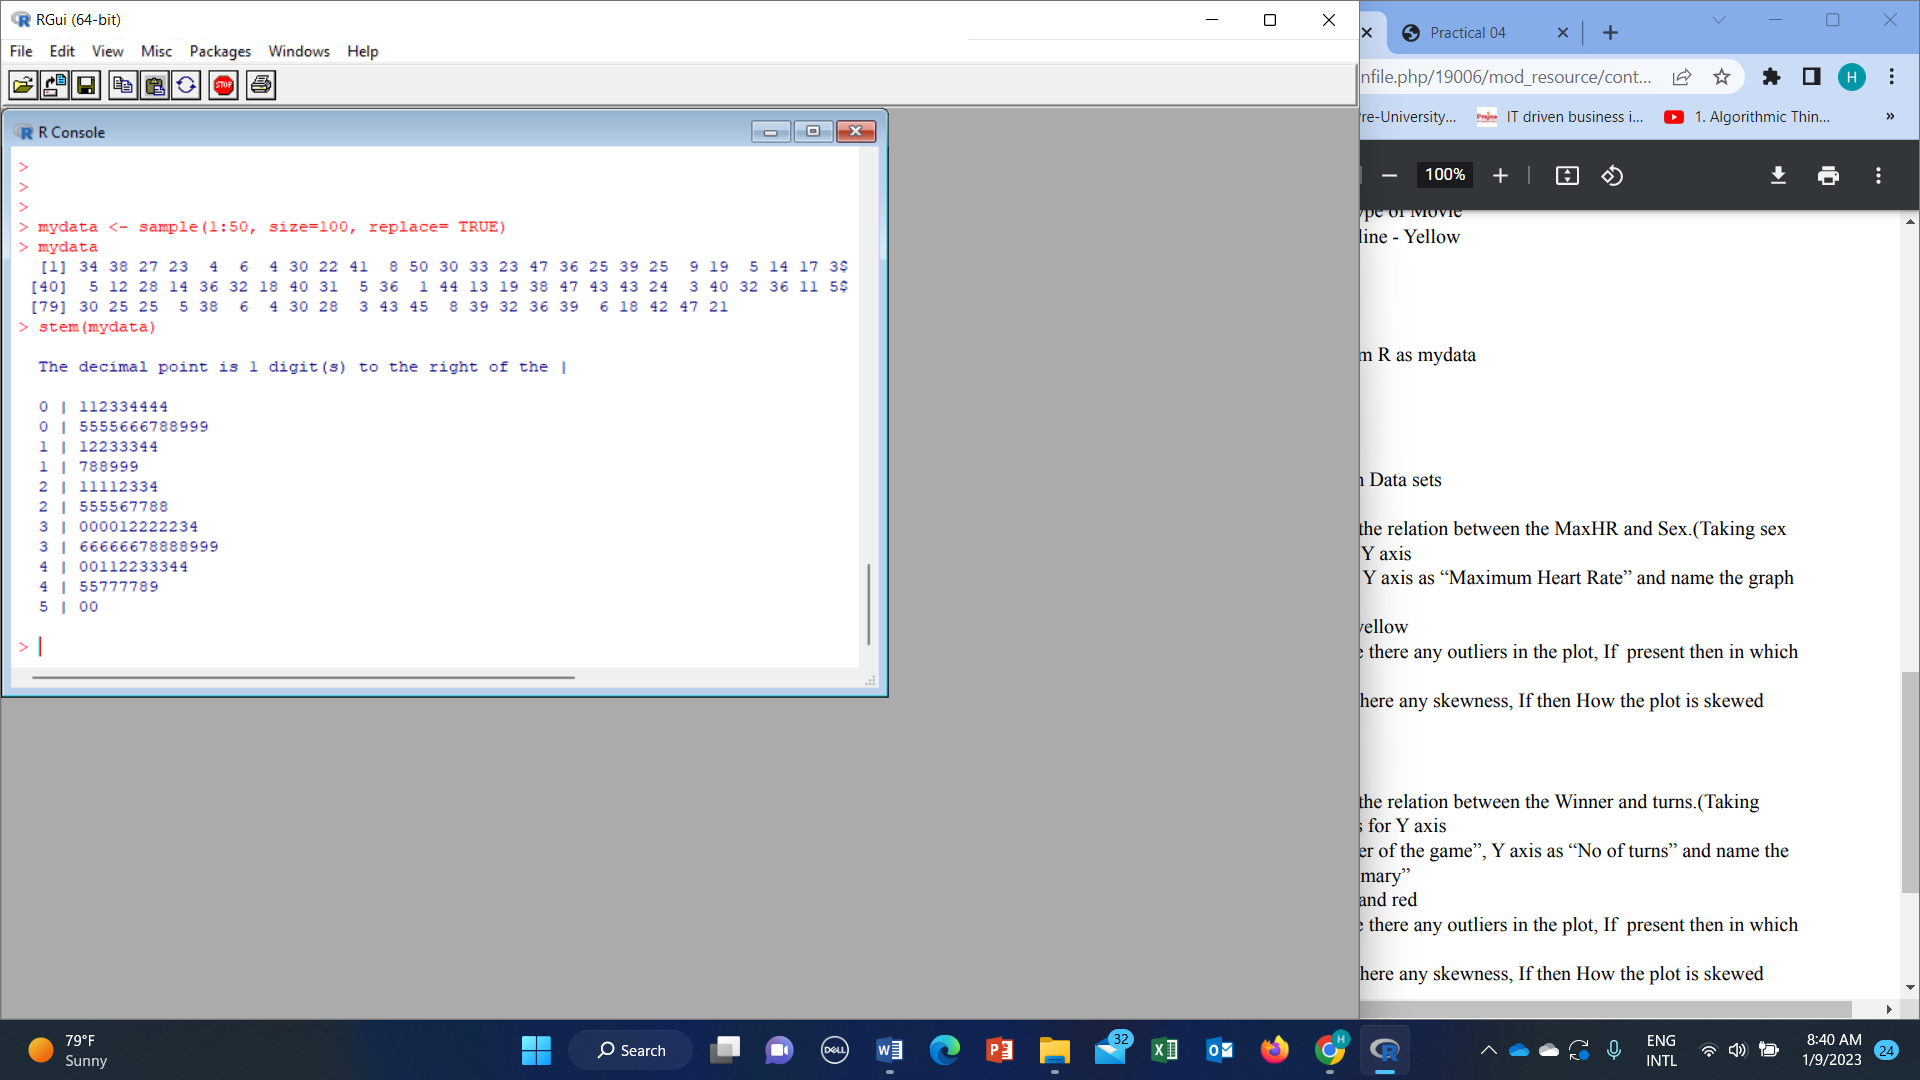 RGui (64-bit)
File Edit View Misc Packages Windows Help
STOP
R Console
>
>
>
> mydata <- sample(1:50, size=100, replace= TRUE)
> mydata
[1] 34 38 27 23 4 6 4 30 22 41 8 50 30 33 23 47 36 25 39 25 9 19 5 14 17 3$
[40] 5 12 28 14 36 32 18 40 31 5 36 1 44 13 19 38 47 43 43 24 3 40 32 36 11 5$
[79] 30 25 25 5 38 6 4 30 28 3 43 45 8 39 32 36 39 6 18 42 47 21
> stem(mydata)
The decimal point is 1 digit(s) to the right of the |
0 | 112334444
0 | 5555666788999
1 | 12233344
1 | 788999
2 | 11112334
2 | 555567788
3 | 000012222234
3 | 66666678888999
4 | 00112233344
4 | 55777789
5 | 00
>
Practical 04
nfile.php/19006/mod_resource/cont...
H
re-University... IT driven business i... 1. Algorithmic Thin... »
100%
ype of Movie
line - Yellow
m R as mydata
n Data sets
the relation between the MaxHR and Sex.(Taking sex
Y axis
Y axis as “Maximum Heart Rate” and name the graph
yellow
e there any outliers in the plot, If present then in which
here any skewness, If then How the plot is skewed
the relation between the Winner and turns.(Taking
s for Y axis
er of the game”, Y axis as “No of turns” and name the
mary”
and red
e there any outliers in the plot, If present then in which
here any skewness, If then How the plot is skewed
79°F
Sunny
Search
DELL
32
H
ENG
INTL
8:40 AM
1/9/2023
24